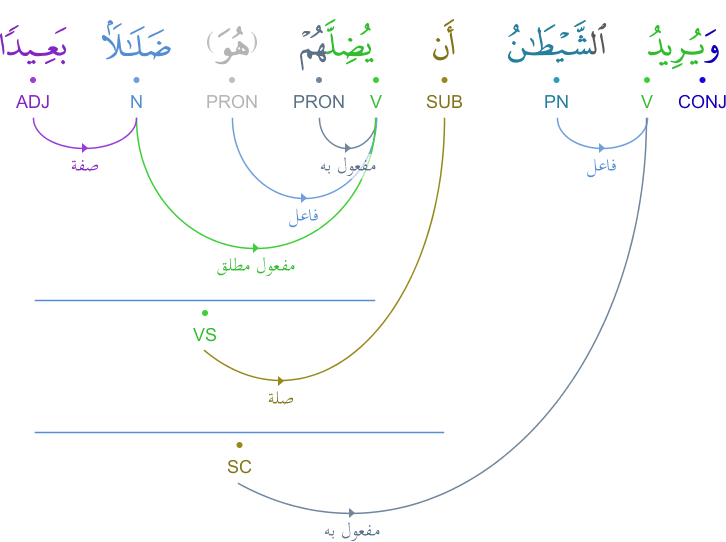 وَيُرِيدُ ٱلشَّيْطَـٰنُ أَن يُضِلَّهُمْ (هُوَ) ضَلَـٰلًۢا بَعِيدًا
CONJ V PN SUB V PRON PRON N ADJ
صفة مفعول به فاعل
فاعل
مفعول مطلق
VS
صلة
SC
مفعول به